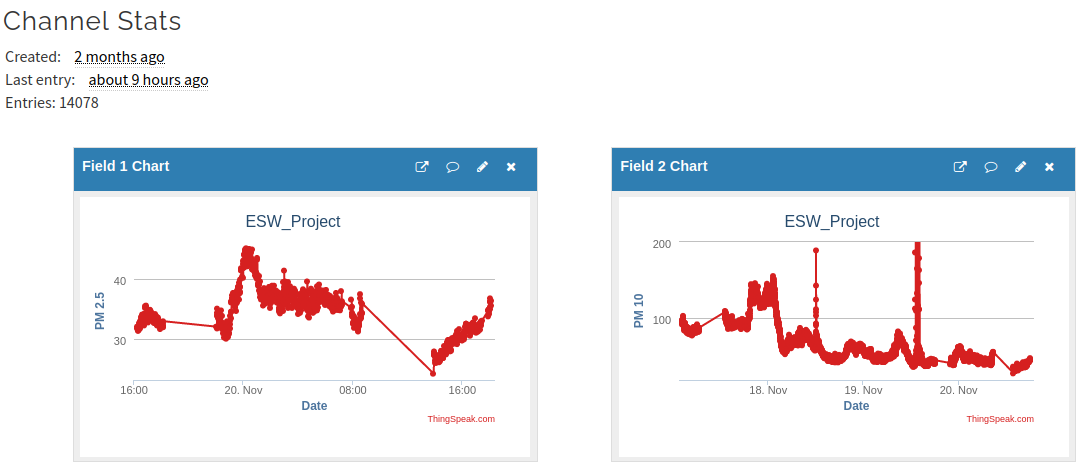 Channel Stats
Created: 2 months ago
Last entry: about 9 hours ago
Entries: 14078
Field 1 Chart
ESW_Project
40
30
PM 2.5
16:00 20. Nov 08:00 16:00
Date
ThingSpeak.com
Field 2 Chart
ESW_Project
200
100
PM 10
18. Nov 19. Nov 20. Nov
Date
ThingSpeak.com